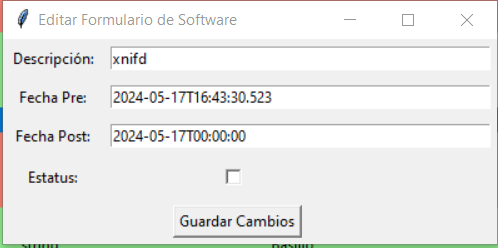 Editar Formulario de Software
Descripción: xnifd
Fecha Pre: 2024-05-17T16:43:30.523
Fecha Post: 2024-05-17T00:00:00
Estatus:
Guardar Cambios